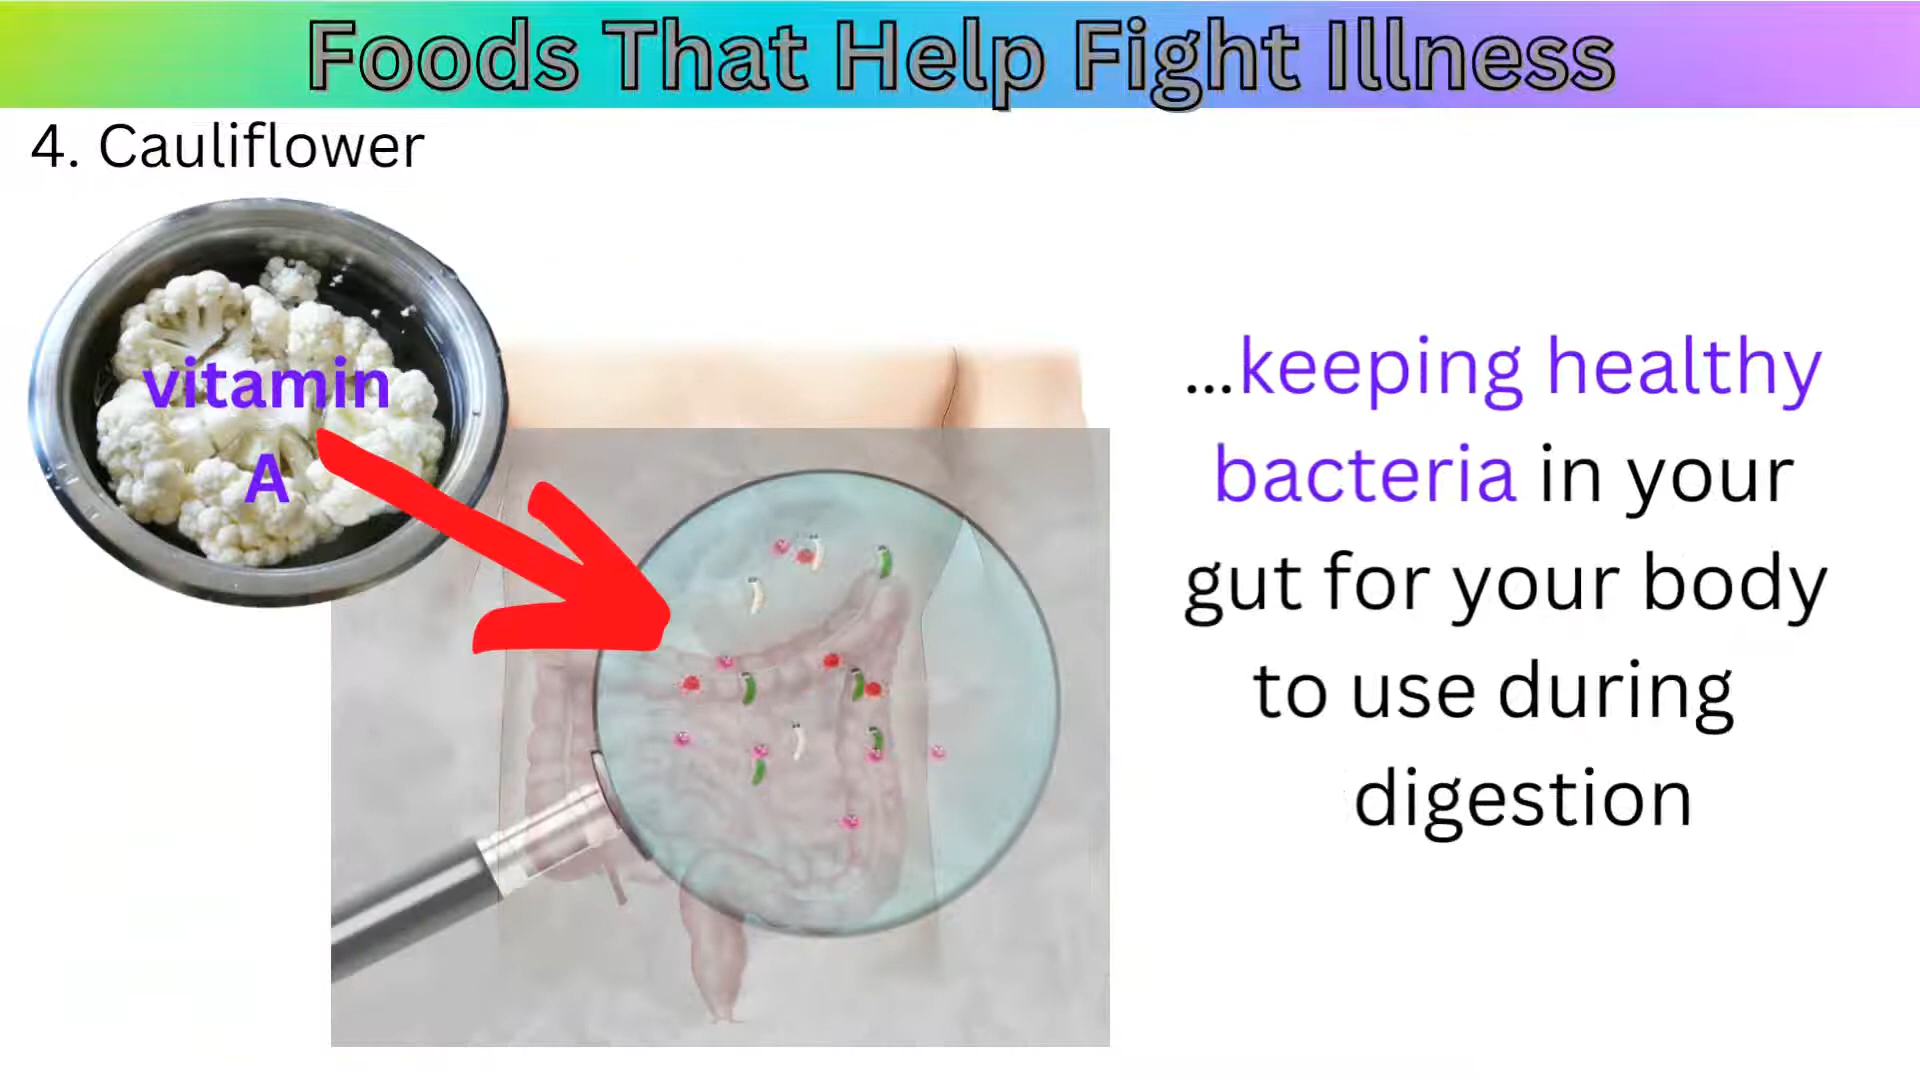 Foods That Help Fight Illness
4. Cauliflower
vitamin
A
...keeping healthy
bacteria in your
gut for your body
to use during
digestion